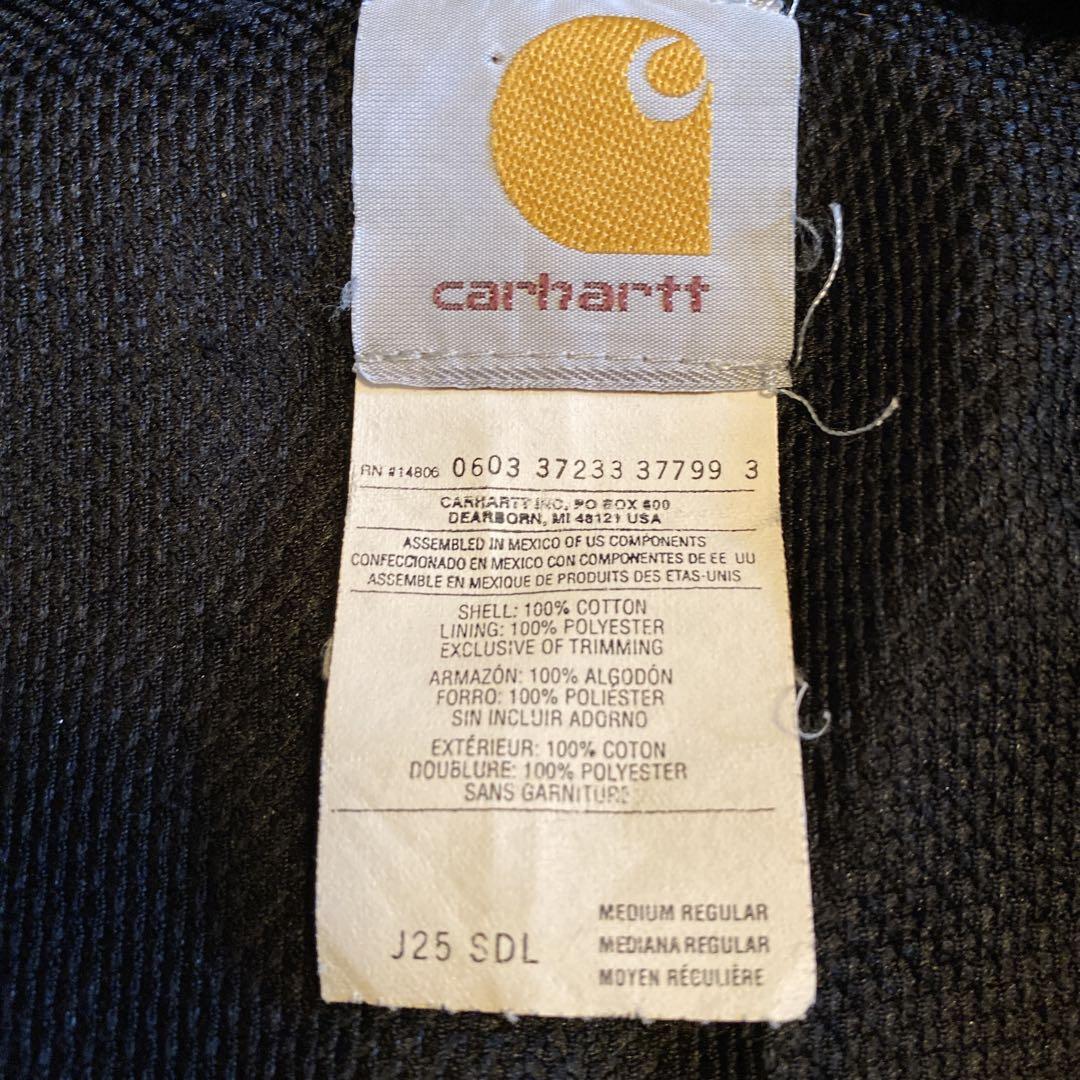 carhartt
RN #14806 0603 37233 37799 3
CARHARTT INC, PO BOX 600
DEARBORN, MI 48121 USA
ASSEMBLED IN MEXICO OF US COMPONENTS
CONFECCIONADO EN MEXICO CON COMPONENTES DE EE UU
ASSEMBLE EN MEXIQUE DE PRODUITS DES ETAS-UNIS
SHELL: 100% COTTON
LINING: 100% POLYESTER
EXCLUSIVE OF TRIMMING
ARMAZÓN: 100% ALGODÓN
FORRO: 100% POLIÉSTER
SIN INCLUIR ADORNO
EXTÉRIEUR: 100% COTON
DOUBLURE: 100% POLYESTER
SANS GARNITURE
J25 SDL
MEDIUM REGULAR
MEDIANA REGULAR
MOYEN RÉCULIÈRE